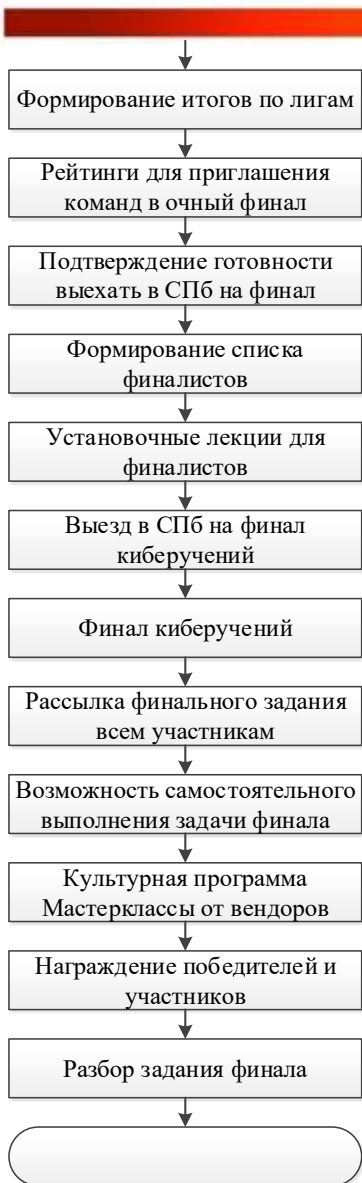 Формирование итогов по лигам
Рейтинги для приглашения
команд в очный финал
Подтверждение готовности
выехать в СПб на финал
Формирование списка
финалистов
Установочные лекции для
финалистов
Выезд в СПб на финал
киберучений
Финал киберучений
Рассылка финального задания
всем участникам
Возможность самостоятельного
выполнения задачи финала
Культурная программа
Мастерклассы от вендоров
Награждение победителей и
участников
Разбор задания финала